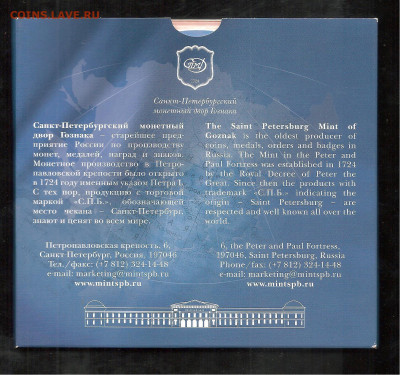 COINS.LAVE.RU
Санкт-Петербургский
монетный двор Гознака
Санкт-Петербургский монетный
двор Гознака – старейшее пред-
приятие России по производству
монет, медалей, наград и знаков.
Монетное производство в Петро-
павловской крепости было открыто
в 1724 году именным указом Петра I.
С тех пор, продукцию с торговой
маркой «С.П.Б.», обозначающей
место чекана – Санкт-Петербург,
знают и ценят во всем мире.
Петропавловская крепость, 6,
Санкт-Петербург, Россия, 197046
Тел./факс: (+7 812) 324-14-48
e-mail: marketing@mintspb.ru
www.mintspb.ru
The Saint Petersburg Mint of
Goznak is the oldest producer of
coins, medals, orders and badges in
Russia. The Mint in the Peter and
Paul Fortress was established in 1724
be the Royal Decree of Peter the
Great. Since then the products with
trademark «С.П.Б.» indicating the
origin – Saint Petersburg – are
respected and well known all over the
world.
6, the Peter and Paul Fortress,
197046, Saint Petersburg, Russia
Phone/fax: (+7 812) 324-14-48
e-mail: marketing@mintspb.ru
www.mintspb.ru